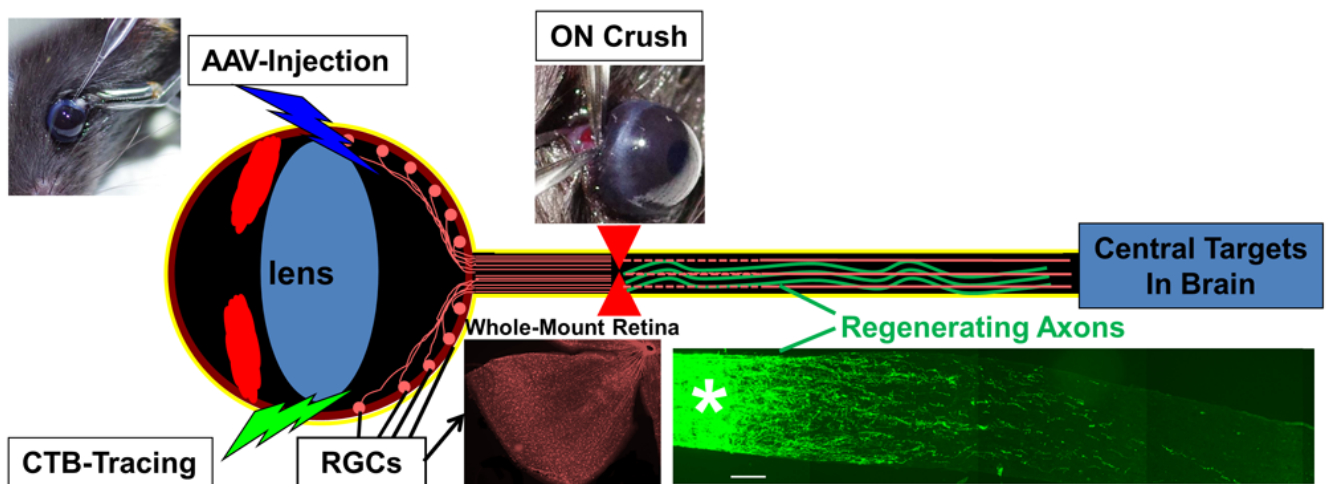 AAV-Injection
ON Crush
lens
Central Targets
In Brain
Whole-Mount Retina
Regenerating Axons
*
CTB-Tracing
RGCs